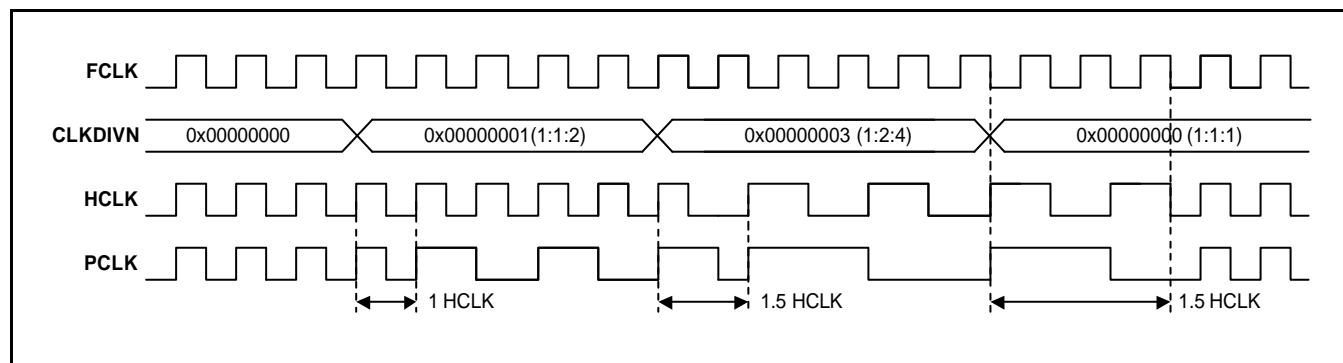 FCLK
CLKDIVN 0x00000000 0x00000001(1:1:2) 0x00000003 (1:2:4) 0x00000000 (1:1:1)
HCLK
PCLK
1 HCLK 1.5 HCLK 1.5 HCLK